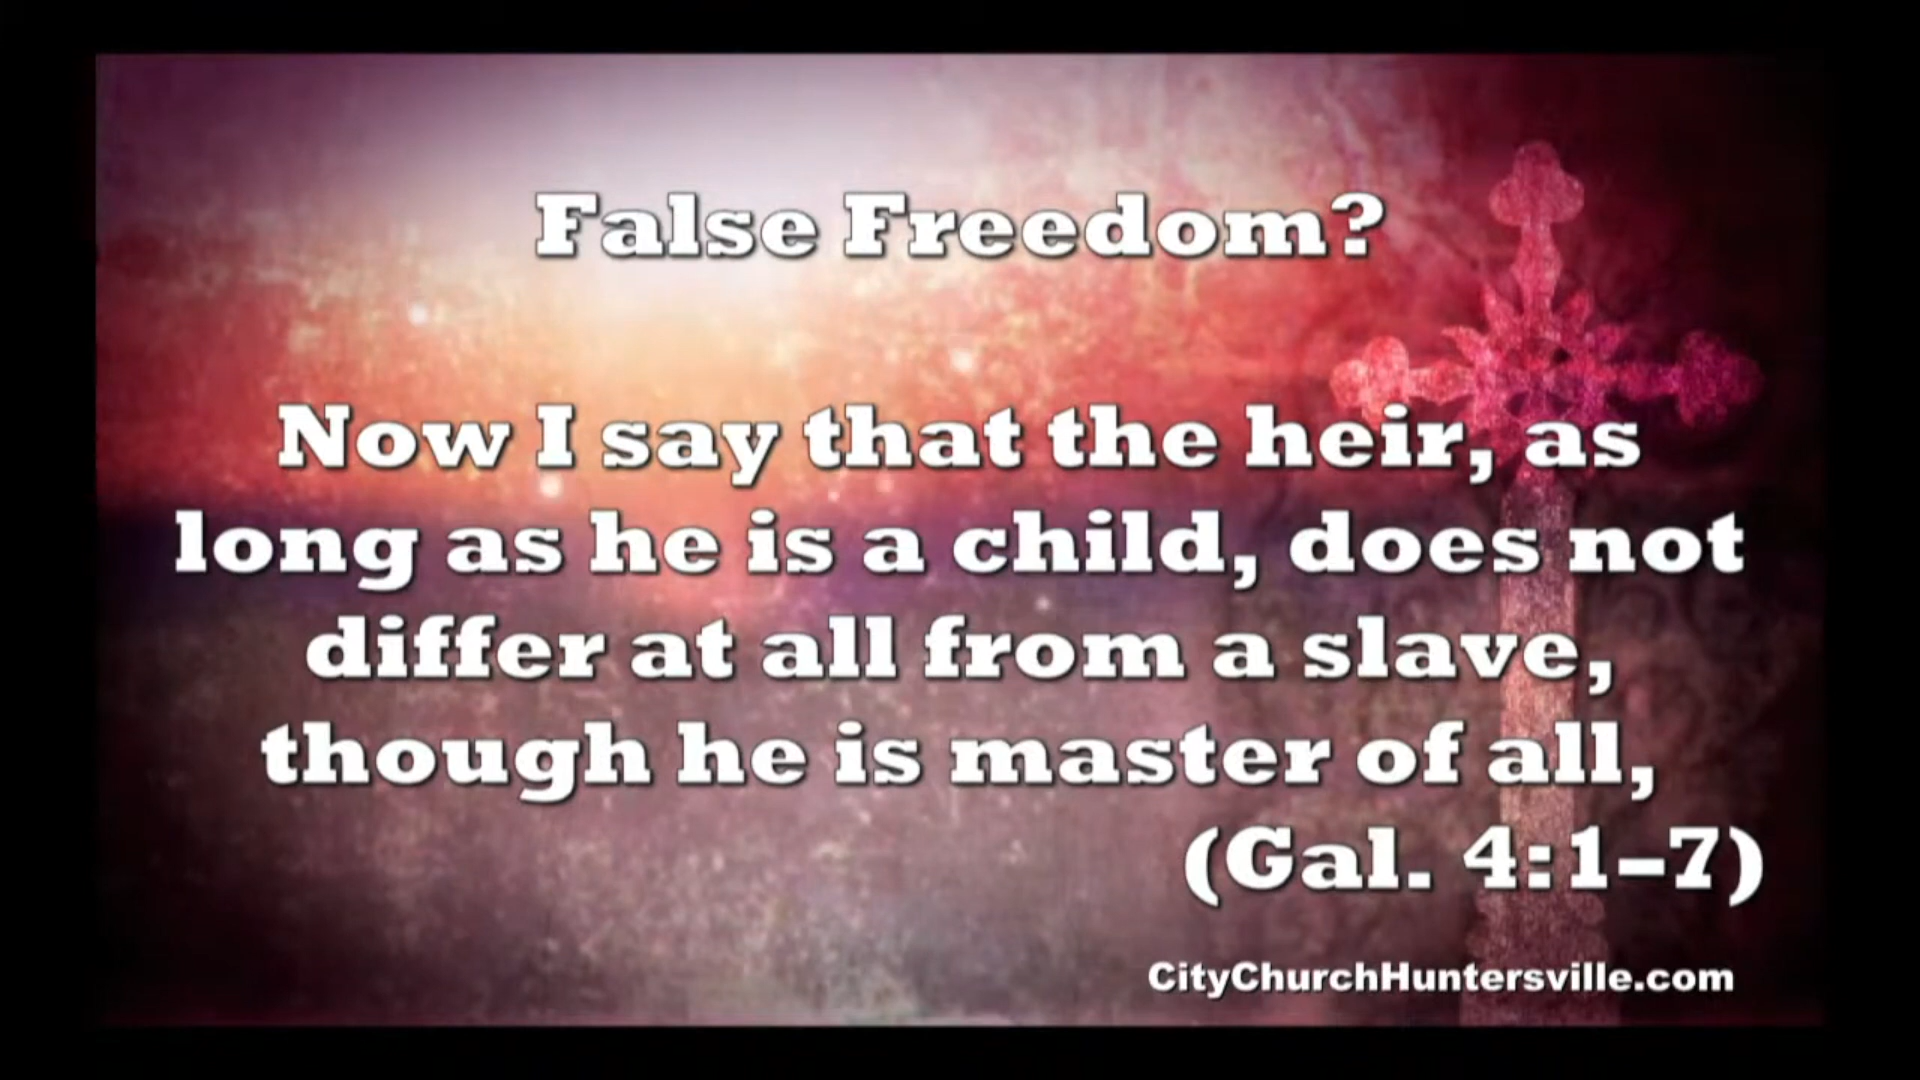 False Freedom?
Now I say that the heir, as
long as he is a child, does not
differ at all from a slave,
though he is master of all,
(Gal. 4:1–7)
CityChurchHuntersville.com